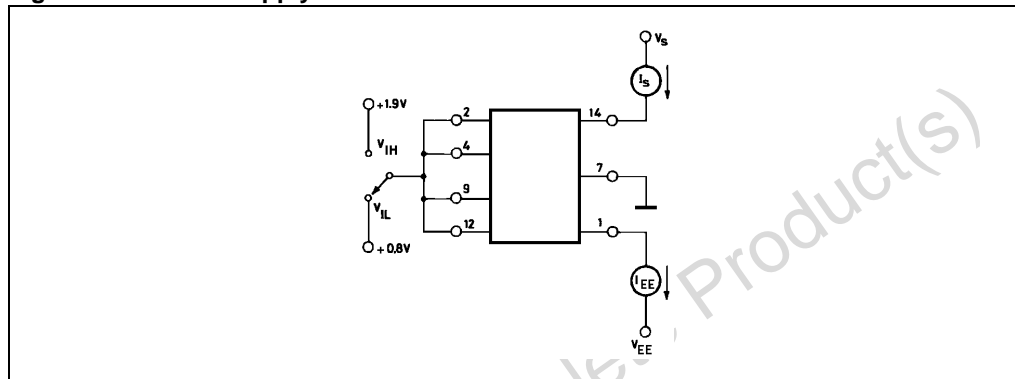 Vs
Is
+1.9V
VIH
VIL
+0.8V
2
4
9
12
14
7
1
IEE
VEE
Product(s)